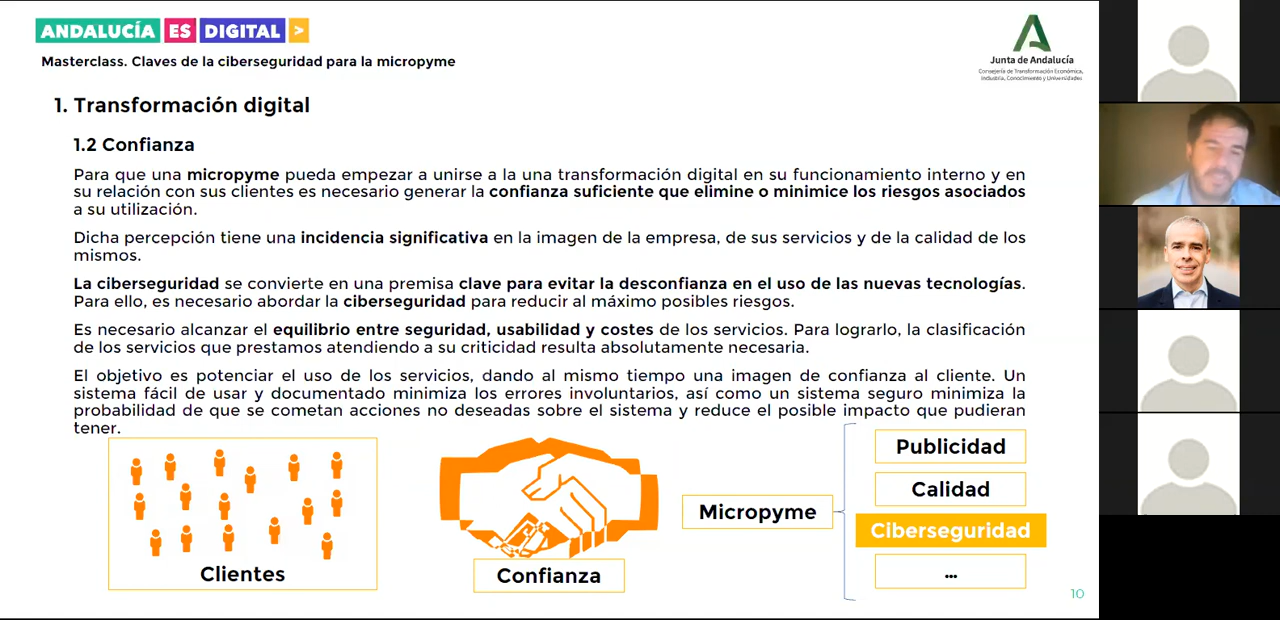 ANDALUCÍA ES DIGITAL >
Masterclass. Claves de la ciberseguridad para la micropyme
Junta de Andalucía
Consejería de Transformación Económica,
Industria, Conocimiento y Universidades
1. Transformación digital
1.2 Confianza
Para que una micropyme pueda empezar a unirse a la una transformación digital en su funcionamiento interno y en
su relación con sus clientes es necesario generar la confianza suficiente que elimine o minimice los riesgos asociados
a su utilización.
Dicha percepción tiene una incidencia significativa en la imagen de la empresa, de sus servicios y de la calidad de los
mismos.
La ciberseguridad se convierte en una premisa clave para evitar la desconfianza en el uso de las nuevas tecnologías.
Para ello, es necesario abordar la ciberseguridad para reducir al máximo posibles riesgos.
Es necesario alcanzar el equilibrio entre seguridad, usabilidad y costes de los servicios. Para lograrlo, la clasificación
de los servicios que prestamos atendiendo a su criticidad resulta absolutamente necesaria.
El objetivo es potenciar el uso de los servicios, dando al mismo tiempo una imagen de confianza al cliente. Un
sistema fácil de usar y documentado minimiza los errores involuntarios, así como un sistema seguro minimiza la
probabilidad de que se cometan acciones no deseadas sobre el sistema y reduce el posible impacto que pudieran
tener.
Clientes
Confianza
Micropyme
Publicidad
Calidad
Ciberseguridad
...
10